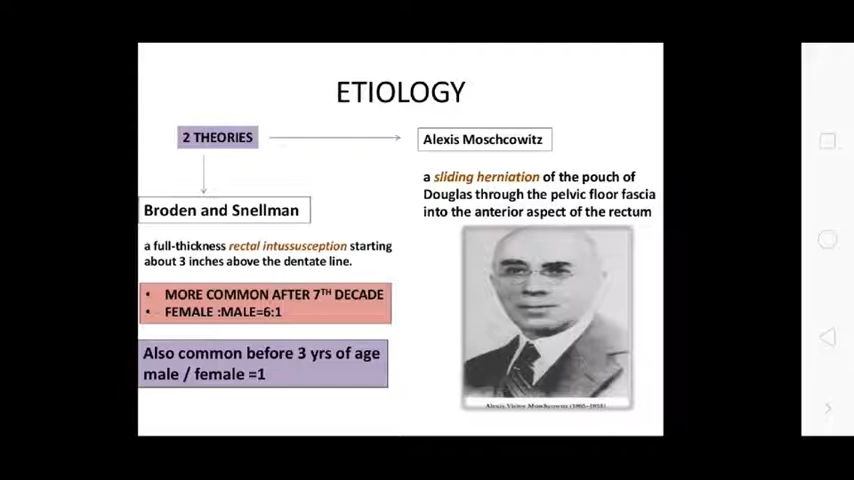 ETIOLOGY
2 THEORIES
Alexis Moschcowitz
a sliding herniation of the pouch of
Douglas through the pelvic floor fascia
into the anterior aspect of the rectum
Broden and Snellman
a full-thickness rectal intussusception starting
about 3 inches above the dentate line.
• MORE COMMON AFTER 7TH DECADE
• FEMALE :MALE=6:1
Also common before 3 yrs of age
male / female =1
Alexis Victor Moschcowitz